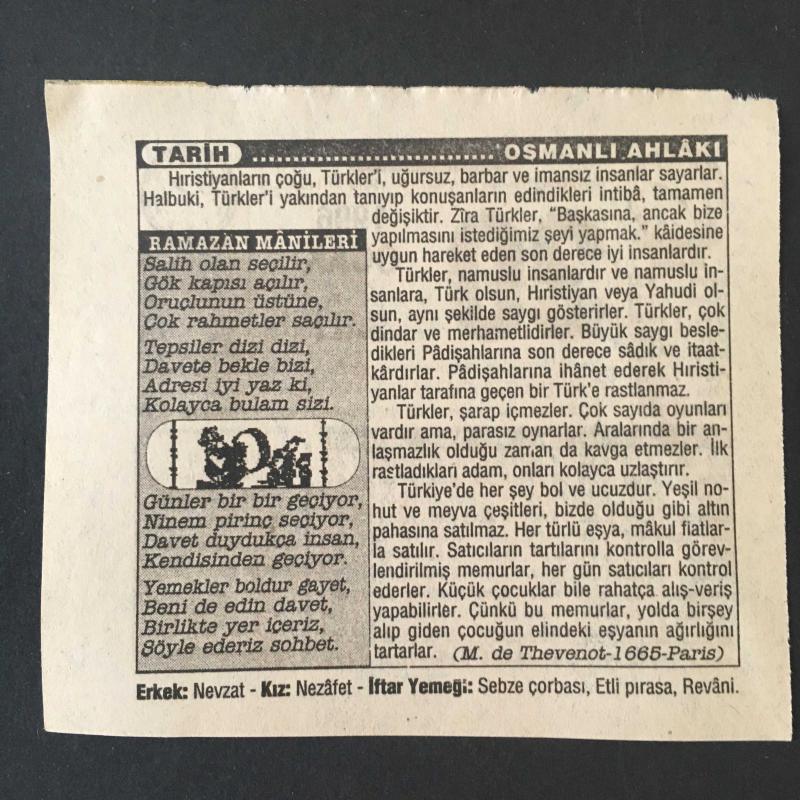 TARİH ................................ OSMANLI AHLÂKI
Hıristiyanların çoğu, Türkler'i, uğursuz, barbar ve imansız insanlar sayarlar.
Halbuki, Türkler'i yakından tanıyıp konuşanların edindikleri intibâ, tamamen
değişiktir. Zîra Türkler, "Başkasına, ancak bize
yapılmasını istediğimiz şeyi yapmak." kâidesine
uygun hareket eden son derece iyi insanlardır.
Türkler, namuslu insanlardır ve namuslu in-
sanlara, Türk olsun, Hıristiyan veya Yahudi ol-
sun, aynı şekilde saygı gösterirler. Türkler, çok
dindar ve merhametlidirler. Büyük saygı besle-
dikleri Pâdişahlarına son derece sâdık ve itaat-
kârdırlar. Pâdişahlarına ihânet ederek Hıristi-
yanlar tarafına geçen bir Türk'e rastlanmaz.
Türkler, şarap içmezler. Çok sayıda oyunları
vardır ama, parasız oynarlar. Aralarında bir an-
laşmazlık olduğu zaman da kavga etmezler. İlk
rastladıkları adam, onları kolayca uzlaştırır.
Türkiye'de her şey bol ve ucuzdur. Yeşil no-
hut ve meyva çeşitleri, bizde olduğu gibi altın
pahasına satılmaz. Her türlü eşya, mâkul fiatlar-
la satılır. Satıcıların tartılarını kontrolla görev-
lendirilmiş memurlar, her gün satıcıları kontrol
ederler. Küçük çocuklar bile rahatça alış-veriş
yapabilirler. Çünkü bu memurlar, yolda birşey
alıp giden çocuğun elindeki eşyanın ağırlığını
tartarlar. (M. de Thevenot-1665-Paris)
RAMAZAN MÂNİLERİ
Salih olan seçilir,
Gök kapısı açılır,
Oruçlunun üstüne,
Çok rahmetler saçılır.
Tepsiler dizi dizi,
Davete bekle bizi,
Adresi iyi yaz ki,
Kolayca bulam sizi.
Günler bir bir geçiyor,
Ninem pirinç seçiyor,
Davet duydukça insan,
Kendisinden geçiyor.
Yemekler boldur gayet,
Beni de edin davet,
Birlikte yer içeriz,
Söyle ederiz sohbet.
Erkek: Nevzat - Kız: Nezâfet - İftar Yemeği: Sebze çorbası, Etli pırasa, Revâni.